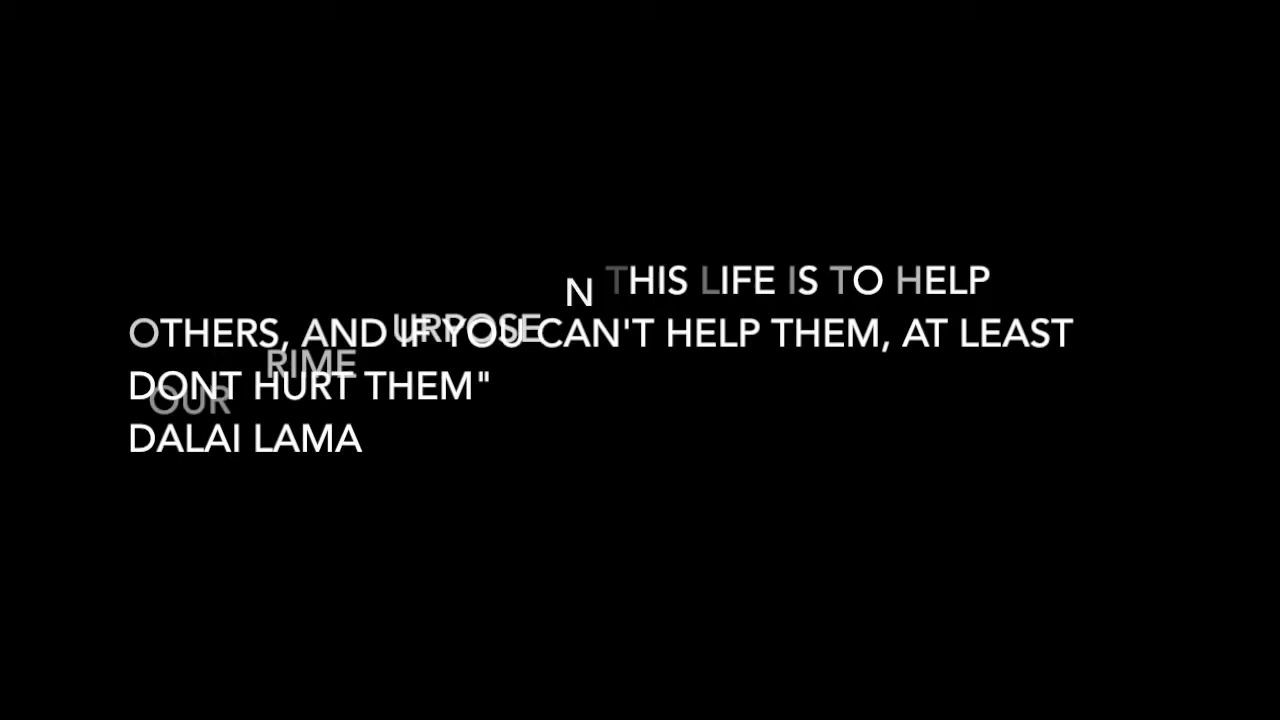 OUR RIME URPOSE N THIS LIFE IS TO HELP
OTHERS, AND IF YOU CAN'T HELP THEM, AT LEAST
DONT HURT THEM"
DALAI LAMA